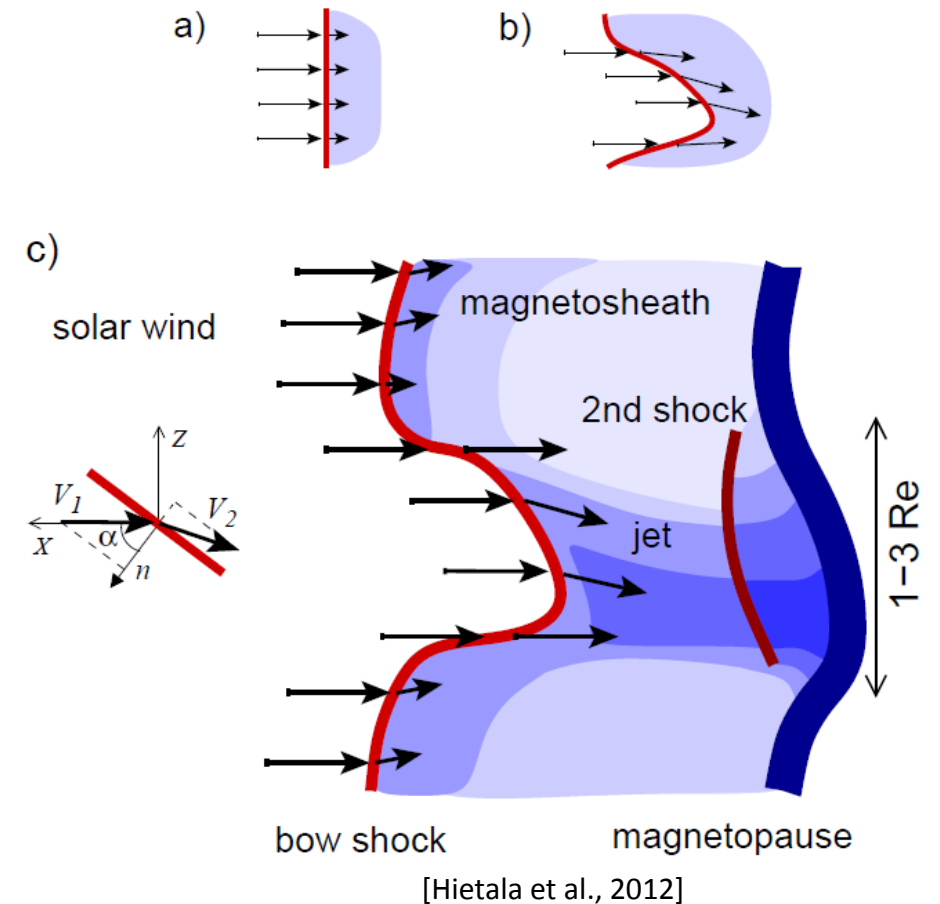 a)
b)
c)
solar wind
magnetosheath
2nd shock
z
V1
V2
α
x
n
jet
1−3 Re
bow shock
magnetopause
[Hietala et al., 2012]